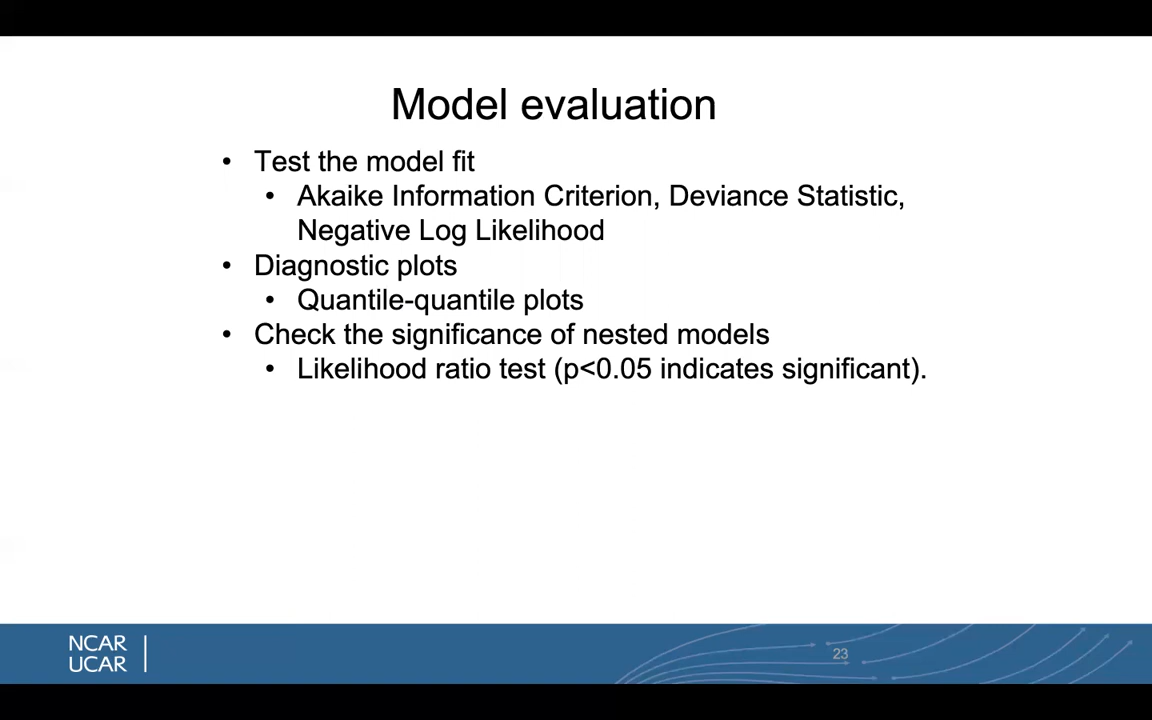 Model evaluation
• Test the model fit
• Akaike Information Criterion, Deviance Statistic,
Negative Log Likelihood
• Diagnostic plots
• Quantile-quantile plots
• Check the significance of nested models
• Likelihood ratio test (p<0.05 indicates significant).
NCAR
UCAR
23